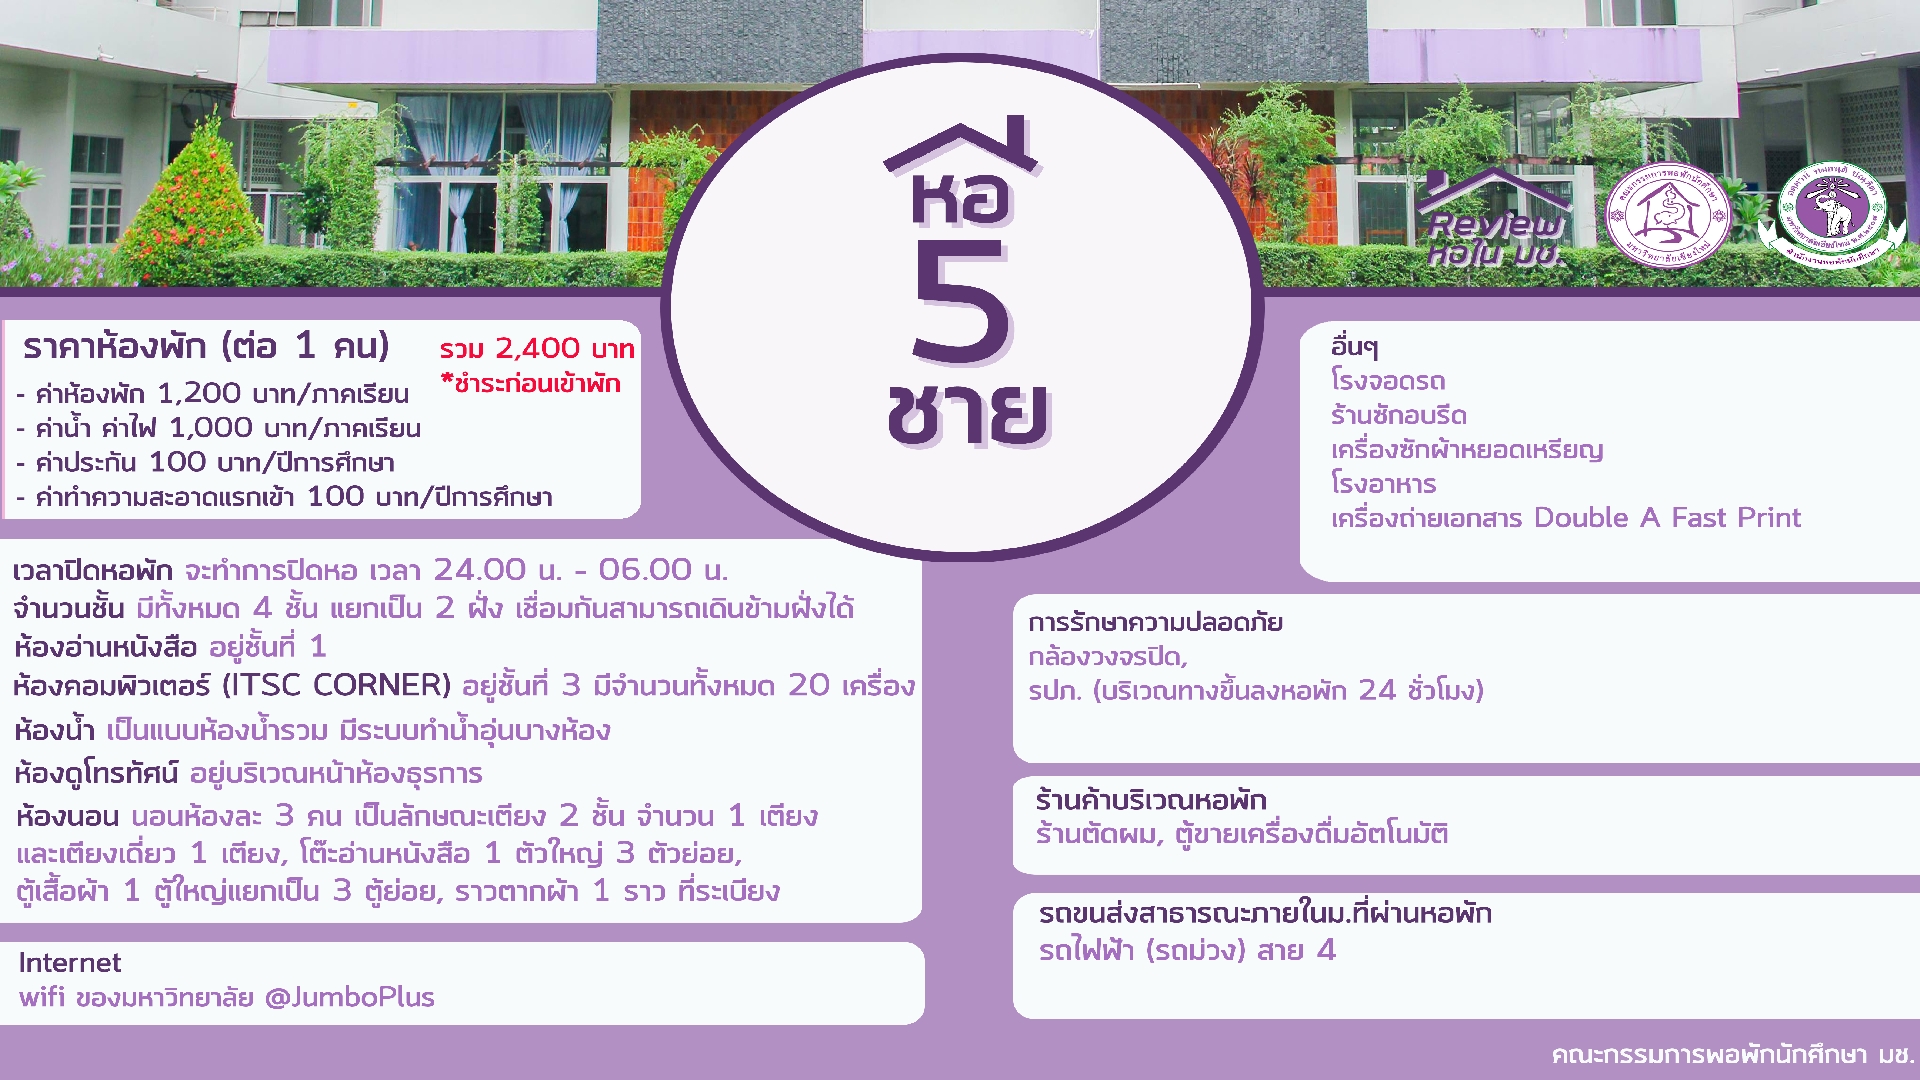 หอ
5
ชาย
Review
หอใน มช.
คณะกรรมการหอพักนักศึกษา
มหาวิทยาลัยเชียงใหม่
ราคาห้องพัก (ต่อ 1 คน)
รวม 2,400 บาท
*ชำระก่อนเข้าพัก
- ค่าห้องพัก 1,200 บาท/ภาคเรียน
- ค่าน้ำ ค่าไฟ 1,000 บาท/ภาคเรียน
- ค่าประกัน 100 บาท/ปีการศึกษา
- ค่าทำความสะอาดแรกเข้า 100 บาท/ปีการศึกษา
เวลาปิดหอพัก จะทำการปิดหอ เวลา 24.00 น. - 06.00 น.
จำนวนชั้น มีทั้งหมด 4 ชั้น แยกเป็น 2 ฝั่ง เชื่อมกันสามารถเดินข้ามฝั่งได้
ห้องอ่านหนังสือ อยู่ชั้นที่ 1
ห้องคอมพิวเตอร์ (ITSC CORNER) อยู่ชั้นที่ 3 มีจำนวนทั้งหมด 20 เครื่อง
ห้องน้ำ เป็นแบบห้องน้ำรวม มีระบบทำน้ำอุ่นบางห้อง
ห้องดูโทรทัศน์ อยู่บริเวณหน้าห้องธุรการ
ห้องนอน นอนห้องละ 3 คน เป็นลักษณะเตียง 2 ชั้น จำนวน 1 เตียง
และเตียงเดี่ยว 1 เตียง, โต๊ะอ่านหนังสือ 1 ตัวใหญ่ 3 ตัวย่อย,
ตู้เสื้อผ้า 1 ตู้ใหญ่แยกเป็น 3 ตู้ย่อย, ราวตากผ้า 1 ราว ที่ระเบียง
Internet
wifi ของมหาวิทยาลัย @JumboPlus
อื่นๆ
โรงจอดรถ
ร้านซักอบรีด
เครื่องซักผ้าหยอดเหรียญ
โรงอาหาร
เครื่องถ่ายเอกสาร Double A Fast Print
การรักษาความปลอดภัย
กล้องวงจรปิด,
รปภ. (บริเวณทางขึ้นลงหอพัก 24 ชั่วโมง)
ร้านค้าบริเวณหอพัก
ร้านตัดผม, ตู้ขายเครื่องดื่มอัตโนมัติ
รถขนส่งสาธารณะภายในม.ที่ผ่านหอพัก
รถไฟฟ้า (รถม่วง) สาย 4
คณะกรรมการพอพักนักศึกษา มช.